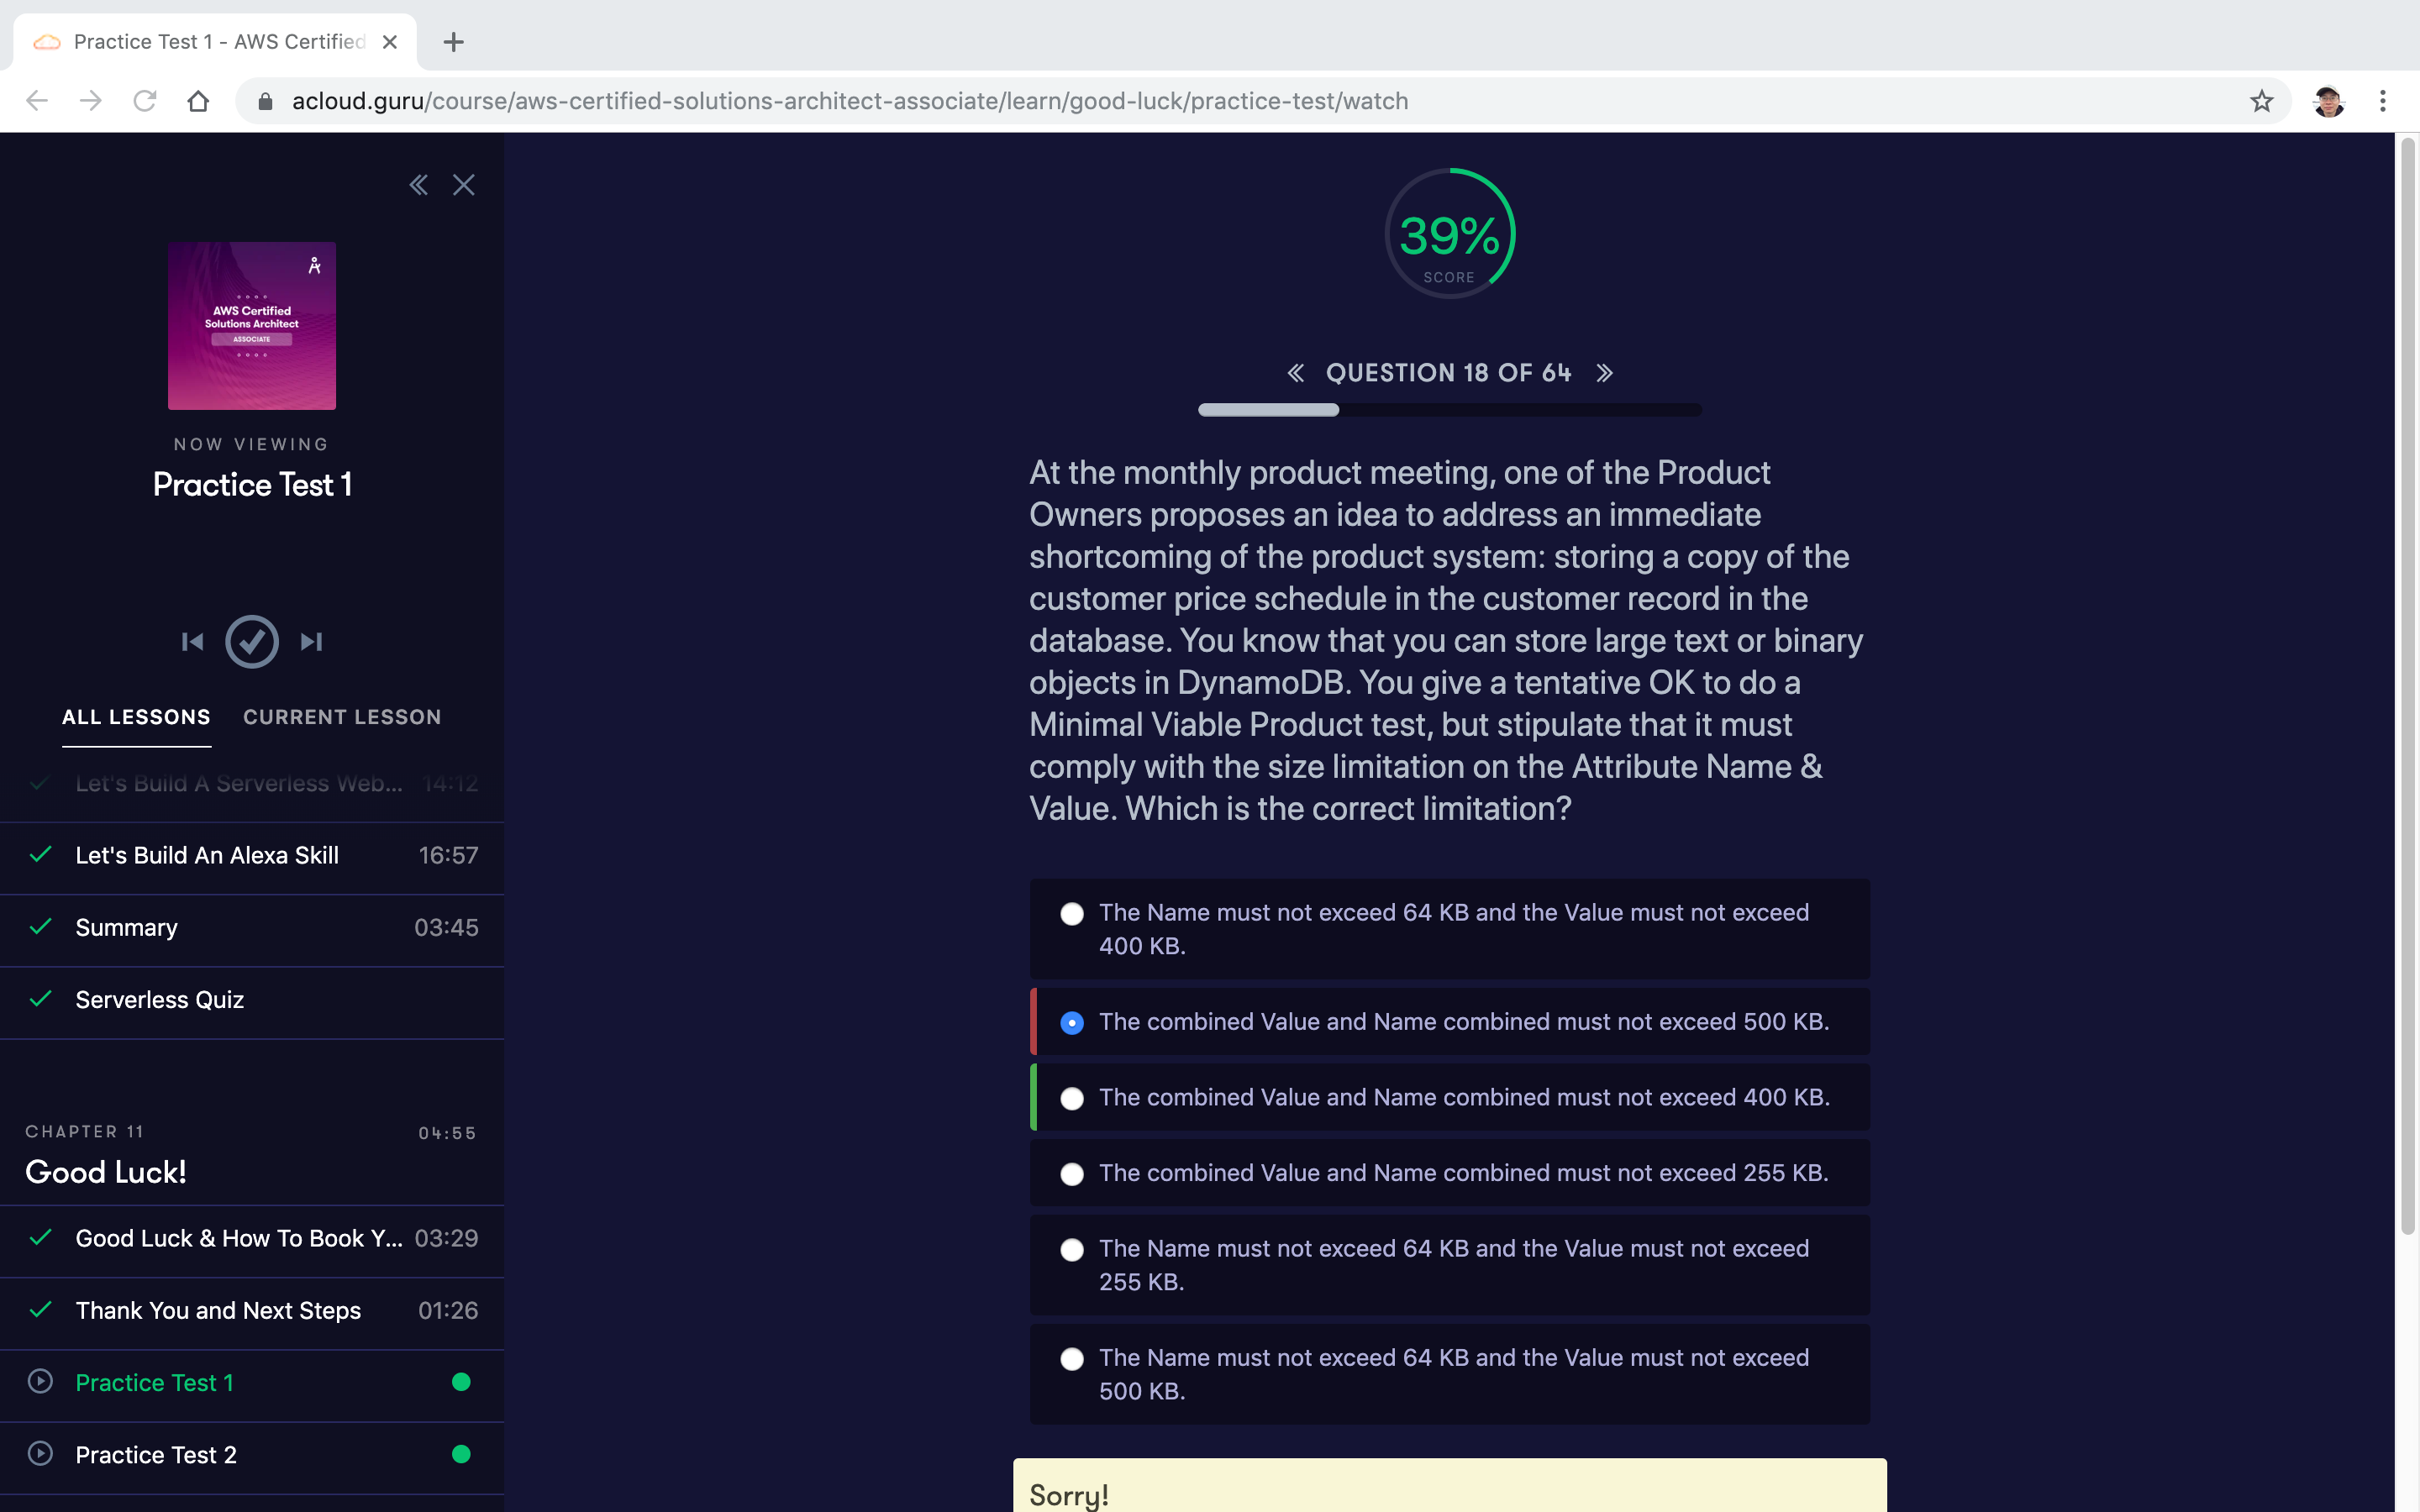 Practice Test 1 - AWS Certified
acloud.guru/course/aws-certified-solutions-architect-associate/learn/good-luck/practice-test/watch
AWS Certified
Solutions Architect
ASSOCIATE
NOW VIEWING
Practice Test 1
ALL LESSONS CURRENT LESSON
Let's Build A Serverless Web... 14:12
Let's Build An Alexa Skill 16:57
Summary 03:45
Serverless Quiz
CHAPTER 11 04:55
Good Luck!
Good Luck & How To Book Y... 03:29
Thank You and Next Steps 01:26
Practice Test 1
Practice Test 2
39%
SCORE
QUESTION 18 OF 64
At the monthly product meeting, one of the Product
Owners proposes an idea to address an immediate
shortcoming of the product system: storing a copy of the
customer price schedule in the customer record in the
database. You know that you can store large text or binary
objects in DynamoDB. You give a tentative OK to do a
Minimal Viable Product test, but stipulate that it must
comply with the size limitation on the Attribute Name &
Value. Which is the correct limitation?
The Name must not exceed 64 KB and the Value must not exceed
400 KB.
The combined Value and Name combined must not exceed 500 KB.
The combined Value and Name combined must not exceed 400 KB.
The combined Value and Name combined must not exceed 255 KB.
The Name must not exceed 64 KB and the Value must not exceed
255 KB.
The Name must not exceed 64 KB and the Value must not exceed
500 KB.
Sorry!